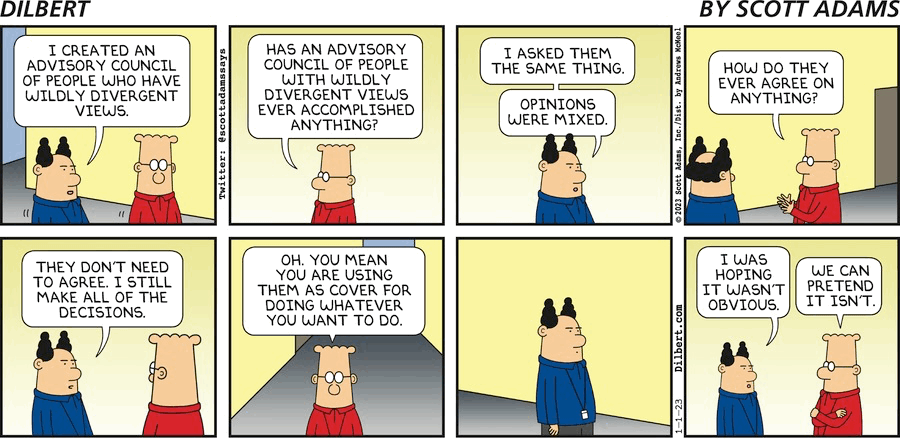 DILBERT
BY SCOTT ADAMS
I CREATED AN
ADVISORY COUNCIL
OF PEOPLE WHO HAVE
WILDLY DIVERGENT
VIEWS.
Twitter: @scottadamssays
HAS AN ADVISORY
COUNCIL OF PEOPLE
WITH WILDLY
DIVERGENT VIEWS
EVER ACCOMPLISHED
ANYTHING?
I ASKED THEM
THE SAME THING.
OPINIONS
WERE MIXED.
© 2023 Scott Adams, Inc./Dist. by Andrews McMeel
HOW DO THEY
EVER AGREE ON
ANYTHING?
THEY DON'T NEED
TO AGREE. I STILL
MAKE ALL OF THE
DECISIONS.
OH. YOU MEAN
YOU ARE USING
THEM AS COVER FOR
DOING WHATEVER
YOU WANT TO DO.
1-1-23
Dilbert.com
I WAS
HOPING
IT WASN'T
OBVIOUS.
WE CAN
PRETEND
IT ISN'T.